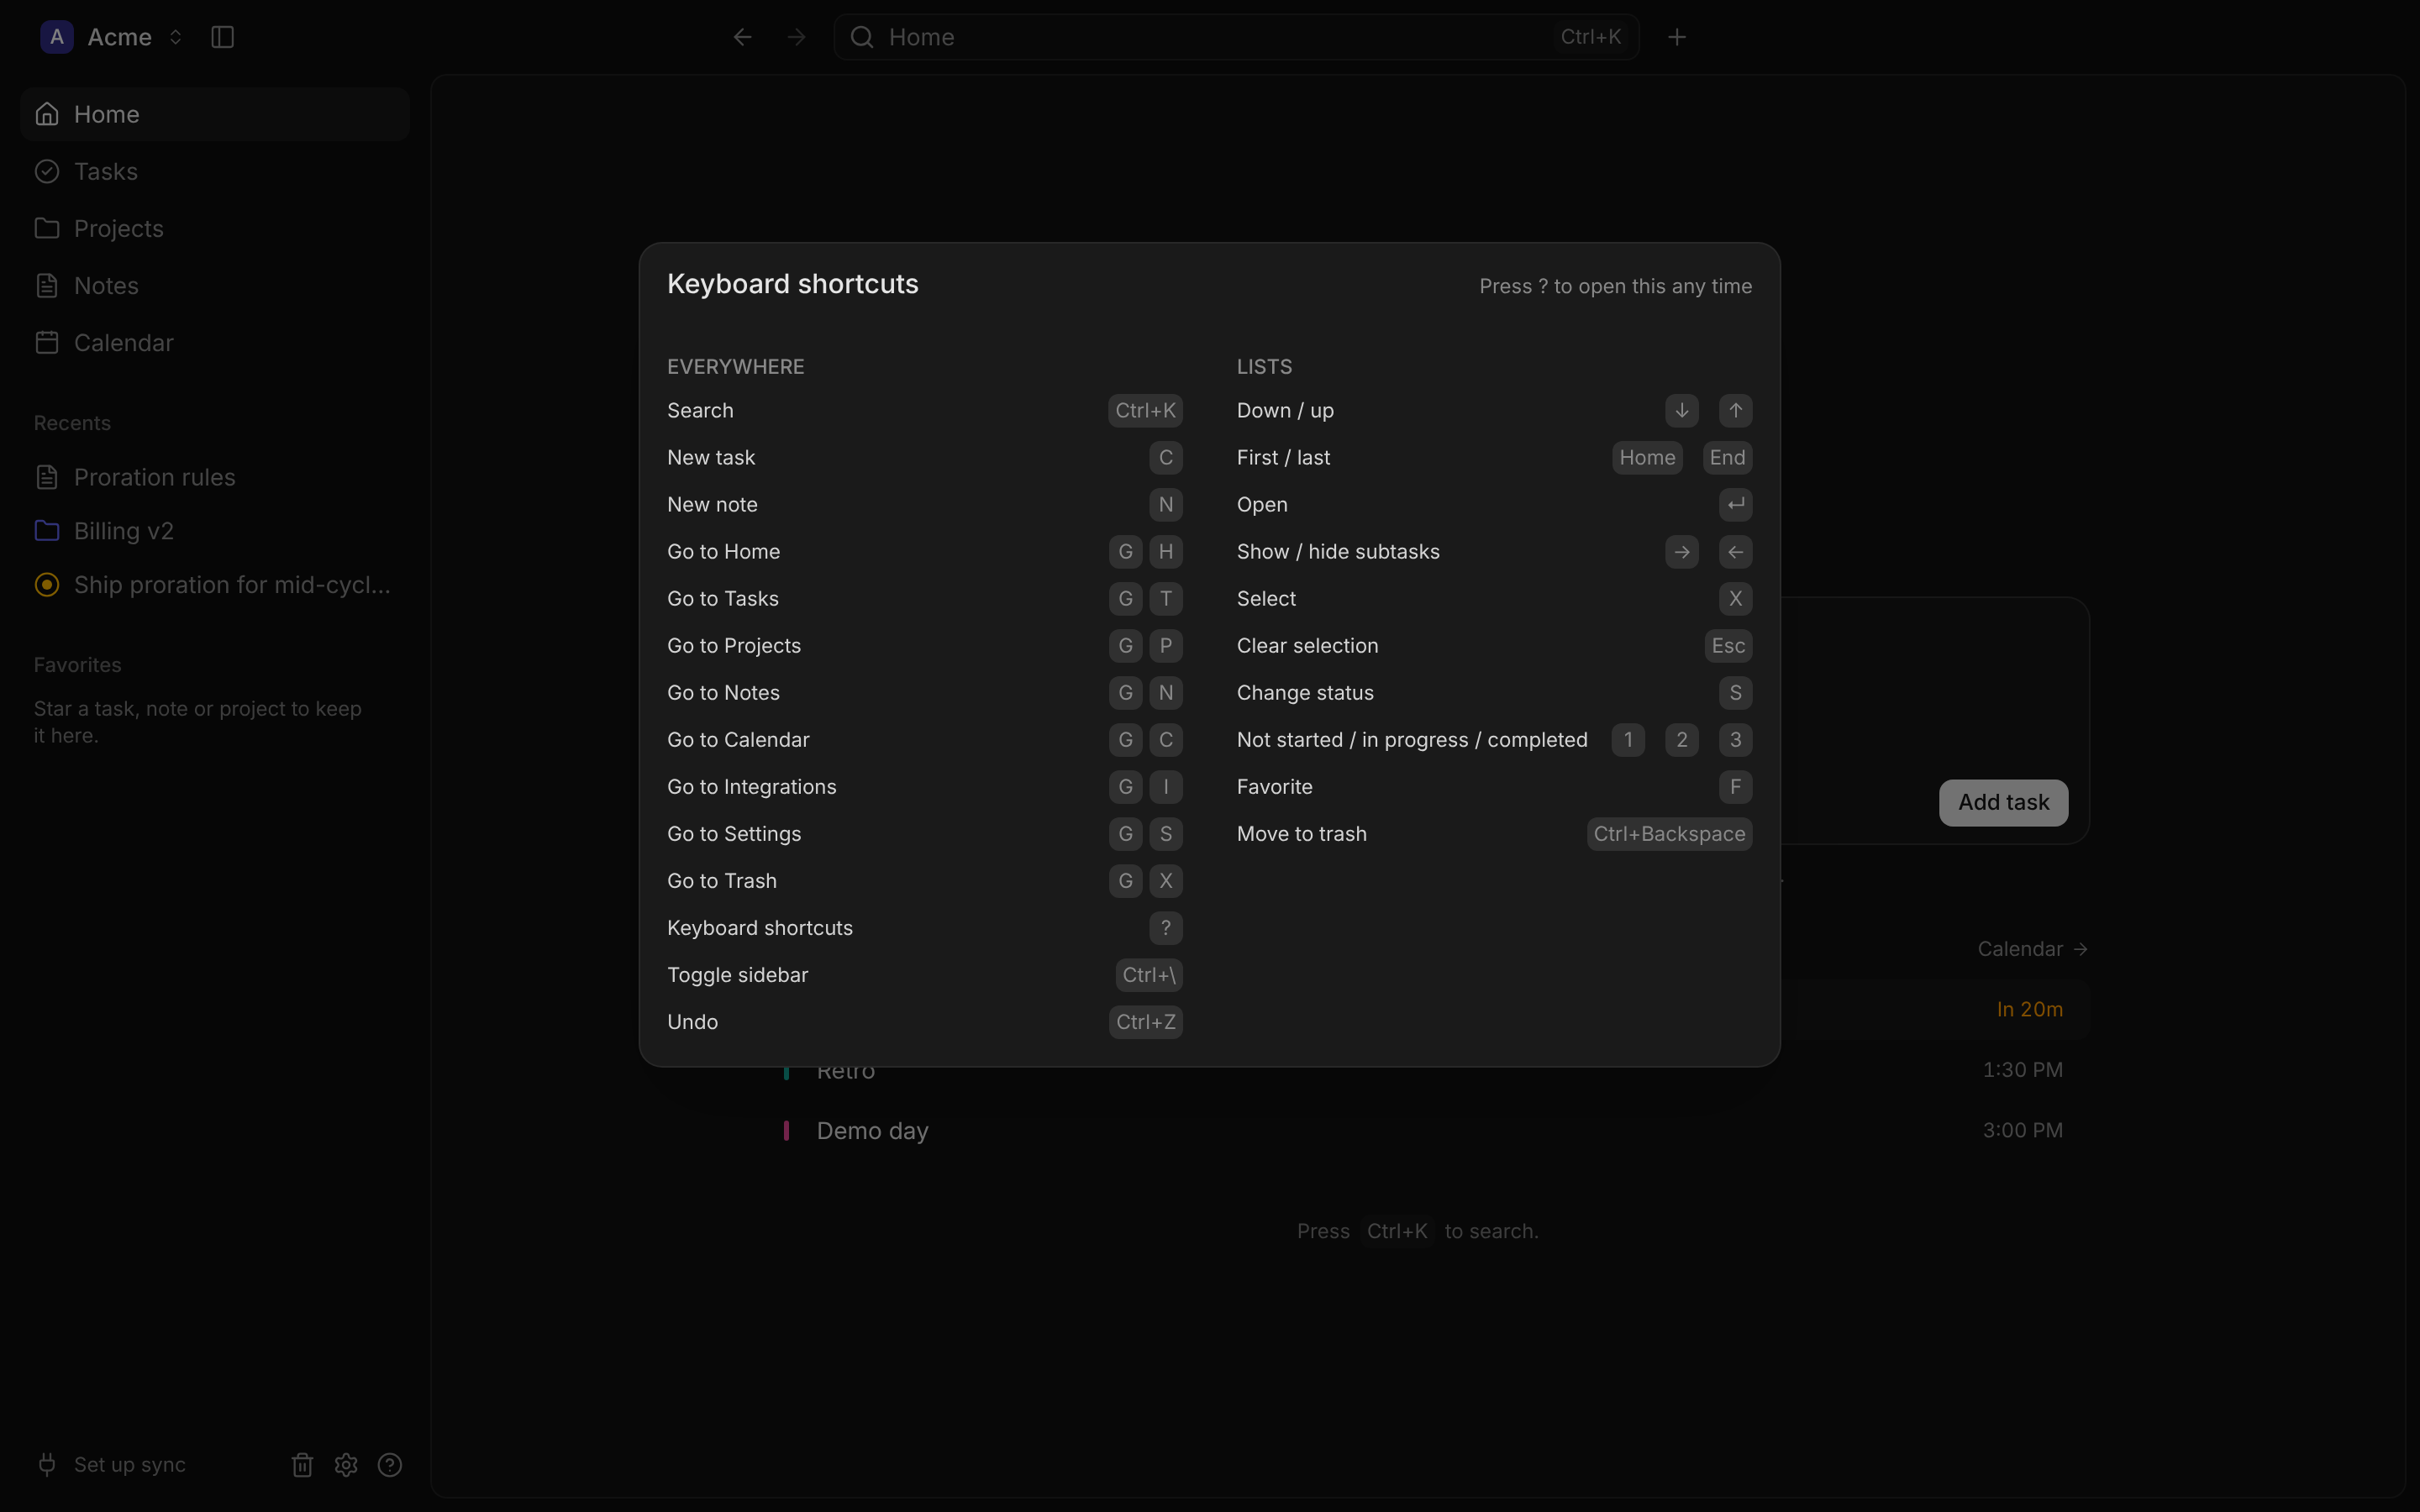 A Acme
Home Ctrl+K
Home
Tasks
Projects
Notes
Calendar
Recents
Proration rules
Billing v2
Ship proration for mid-cycl...
Favorites
Star a task, note or project to keep
it here.
Set up sync
Keyboard shortcuts
Press ? to open this any time
EVERYWHERE
Search Ctrl+K
New task C
New note N
Go to Home G H
Go to Tasks G T
Go to Projects G P
Go to Notes G N
Go to Calendar G C
Go to Integrations G I
Go to Settings G S
Go to Trash G X
Keyboard shortcuts ?
Toggle sidebar Ctrl+\
Undo Ctrl+Z
LISTS
Down / up ↓ ↑
First / last Home End
Open ↵
Show / hide subtasks → ←
Select X
Clear selection Esc
Change status S
Not started / in progress / completed 1 2 3
Favorite F
Move to trash Ctrl+Backspace
Add task
Calendar →
In 20m
Retro 1:30 PM
Demo day 3:00 PM
Press Ctrl+K to search.